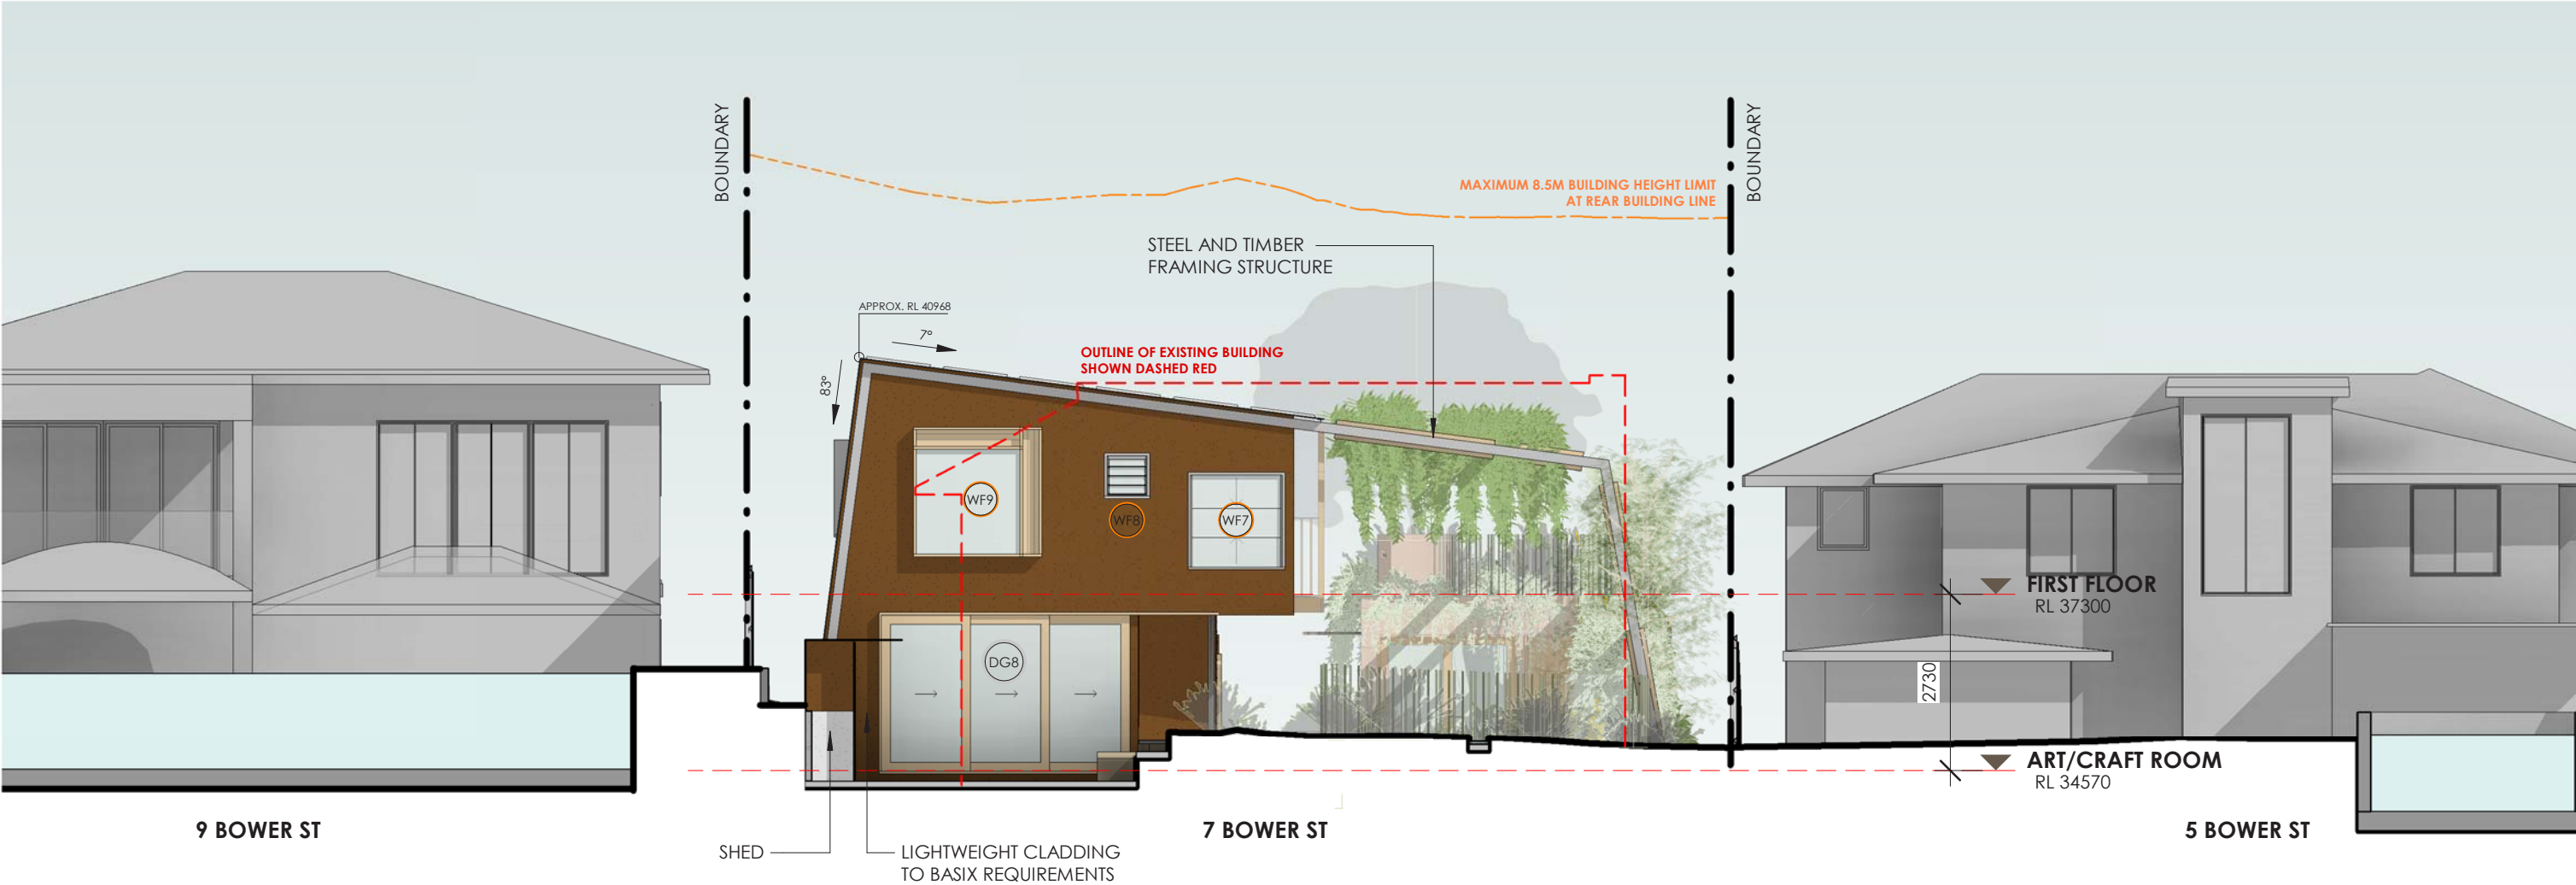 BOUNDARY
BOUNDARY
MAXIMUM 8.5M BUILDING HEIGHT LIMIT
AT REAR BUILDING LINE
STEEL AND TIMBER
FRAMING STRUCTURE
APPROX. RL 40968
7°
83°
OUTLINE OF EXISTING BUILDING
SHOWN DASHED RED
WF9
WF8
WF7
FIRST FLOOR
RL 37300
DG8
2730
ART/CRAFT ROOM
RL 34570
9 BOWER ST
7 BOWER ST
5 BOWER ST
SHED
LIGHTWEIGHT CLADDING
TO BASIX REQUIREMENTS